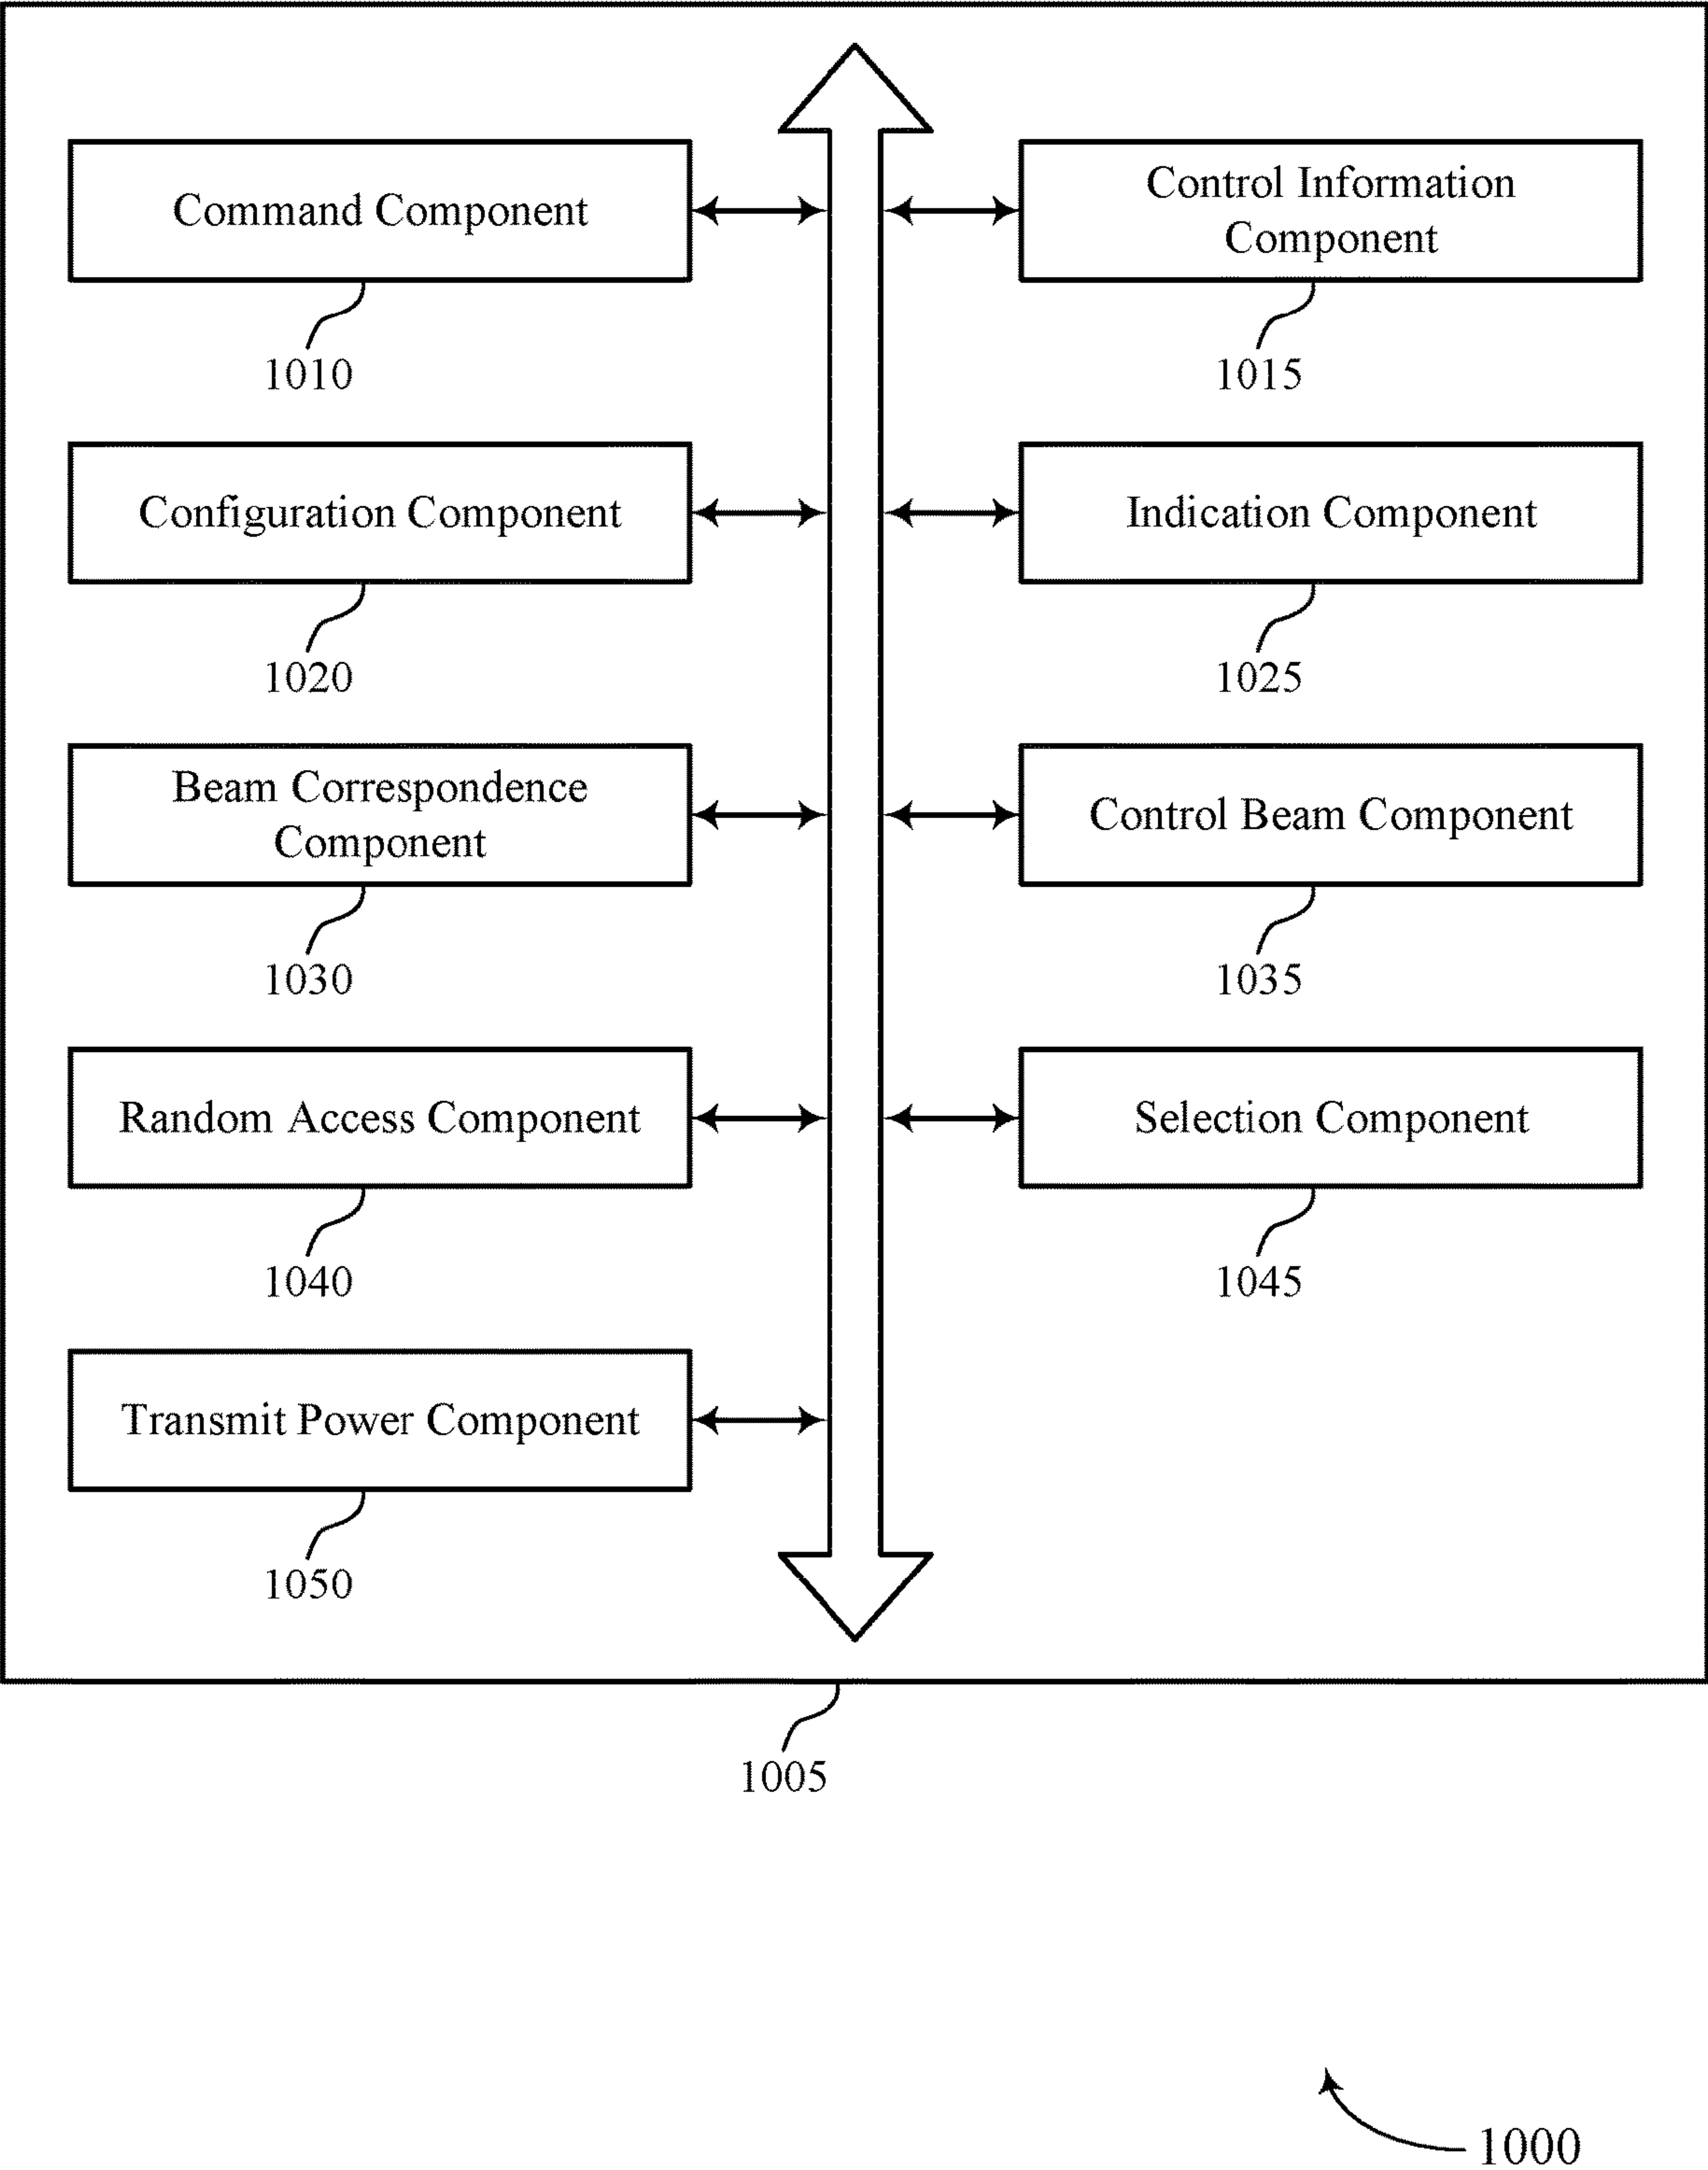 Command Component
1010
Control Information
Component
1015
Configuration Component
1020
Indication Component
1025
Beam Correspondence
Component
1030
Control Beam Component
1035
Random Access Component
1040
Selection Component
1045
Transmit Power Component
1050
1005
1000